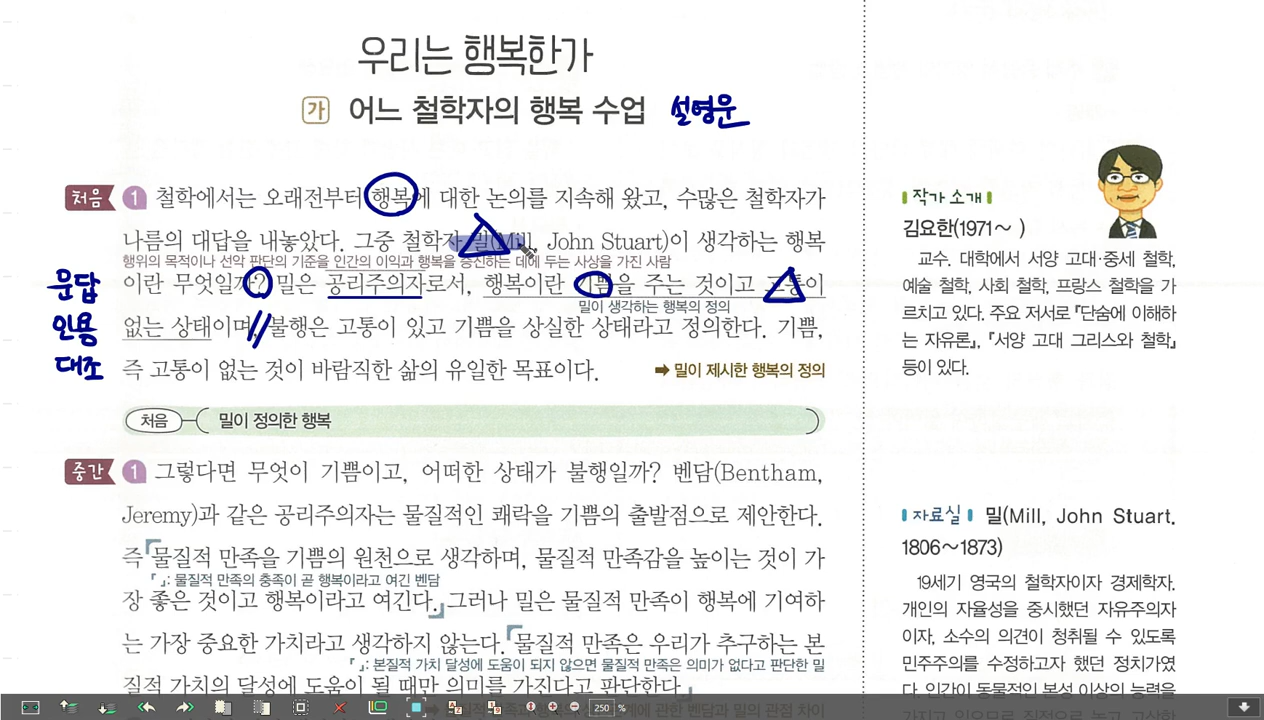 우리는 행복한가
가 어느 철학자의 행복 수업 설명문
처음 1 철학에서는 오래전부터 행복에 대한 논의를 지속해 왔고, 수많은 철학자가
나름의 대답을 내놓았다. 그중 철학자 밀(Mill, John Stuart)이 생각하는 행복
행위의 목적이나 선악 판단의 기준을 인간의 이익과 행복을 증진하는 데에 두는 사상을 가진 사람
이란 무엇일까? 밀은 공리주의자로서, 행복이란 기쁨을 주는 것이고 고통이
밀이 생각하는 행복의 정의
없는 상태이며, 불행은 고통이 있고 기쁨을 상실한 상태라고 정의한다. 기쁨,
즉 고통이 없는 것이 바람직한 삶의 유일한 목표이다. ➡ 밀이 제시한 행복의 정의
문답
인용
대조
처음 밀이 정의한 행복
중간 1 그렇다면 무엇이 기쁨이고, 어떠한 상태가 불행일까? 벤담(Bentham,
Jeremy)과 같은 공리주의자는 물질적인 쾌락을 기쁨의 출발점으로 제안한다.
즉 『물질적 만족을 기쁨의 원천으로 생각하며, 물질적 만족감을 높이는 것이 가
『 』: 물질적 만족의 충족이 곧 행복이라고 여긴 벤담
장 좋은 것이고 행복이라고 여긴다.』 그러나 밀은 물질적 만족이 행복에 기여하
는 가장 중요한 가치라고 생각하지 않는다. 『물질적 만족은 우리가 추구하는 본
『 』: 본질적 가치 달성에 도움이 되지 않으면 물질적 만족은 의미가 없다고 판단한 밀
질적 가치의 달성에 도움이 될 때만 의미를 가진다고 판단한다.』
작가 소개
김요한(1971~ )
교수. 대학에서 서양 고대·중세 철학,
예술 철학, 사회 철학, 프랑스 철학을 가
르치고 있다. 주요 저서로 『단숨에 이해하
는 자유론』, 『서양 고대 그리스와 철학』
등이 있다.
자료실 밀(Mill, John Stuart.
1806~1873)
19세기 영국의 철학자이자 경제학자.
개인의 자율성을 중시했던 자유주의자
이자, 소수의 의견이 청취될 수 있도록
민주주의를 수정하고자 했던 정치가였
다. 인간이 동물적인 본성 이상의 능력을
250 %